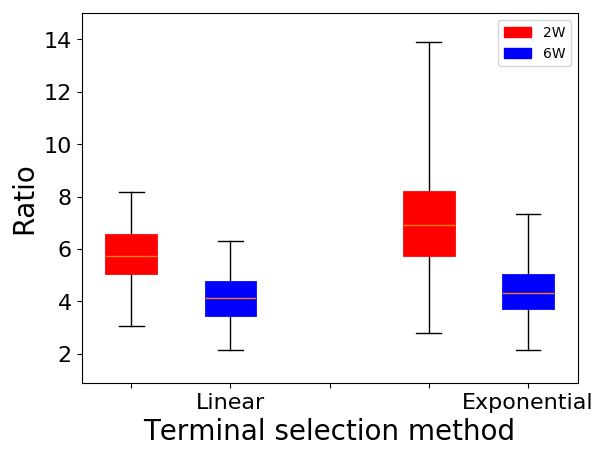 14
12
10
8
6
4
2
Ratio
2W
6W
Linear
Exponential
Terminal selection method